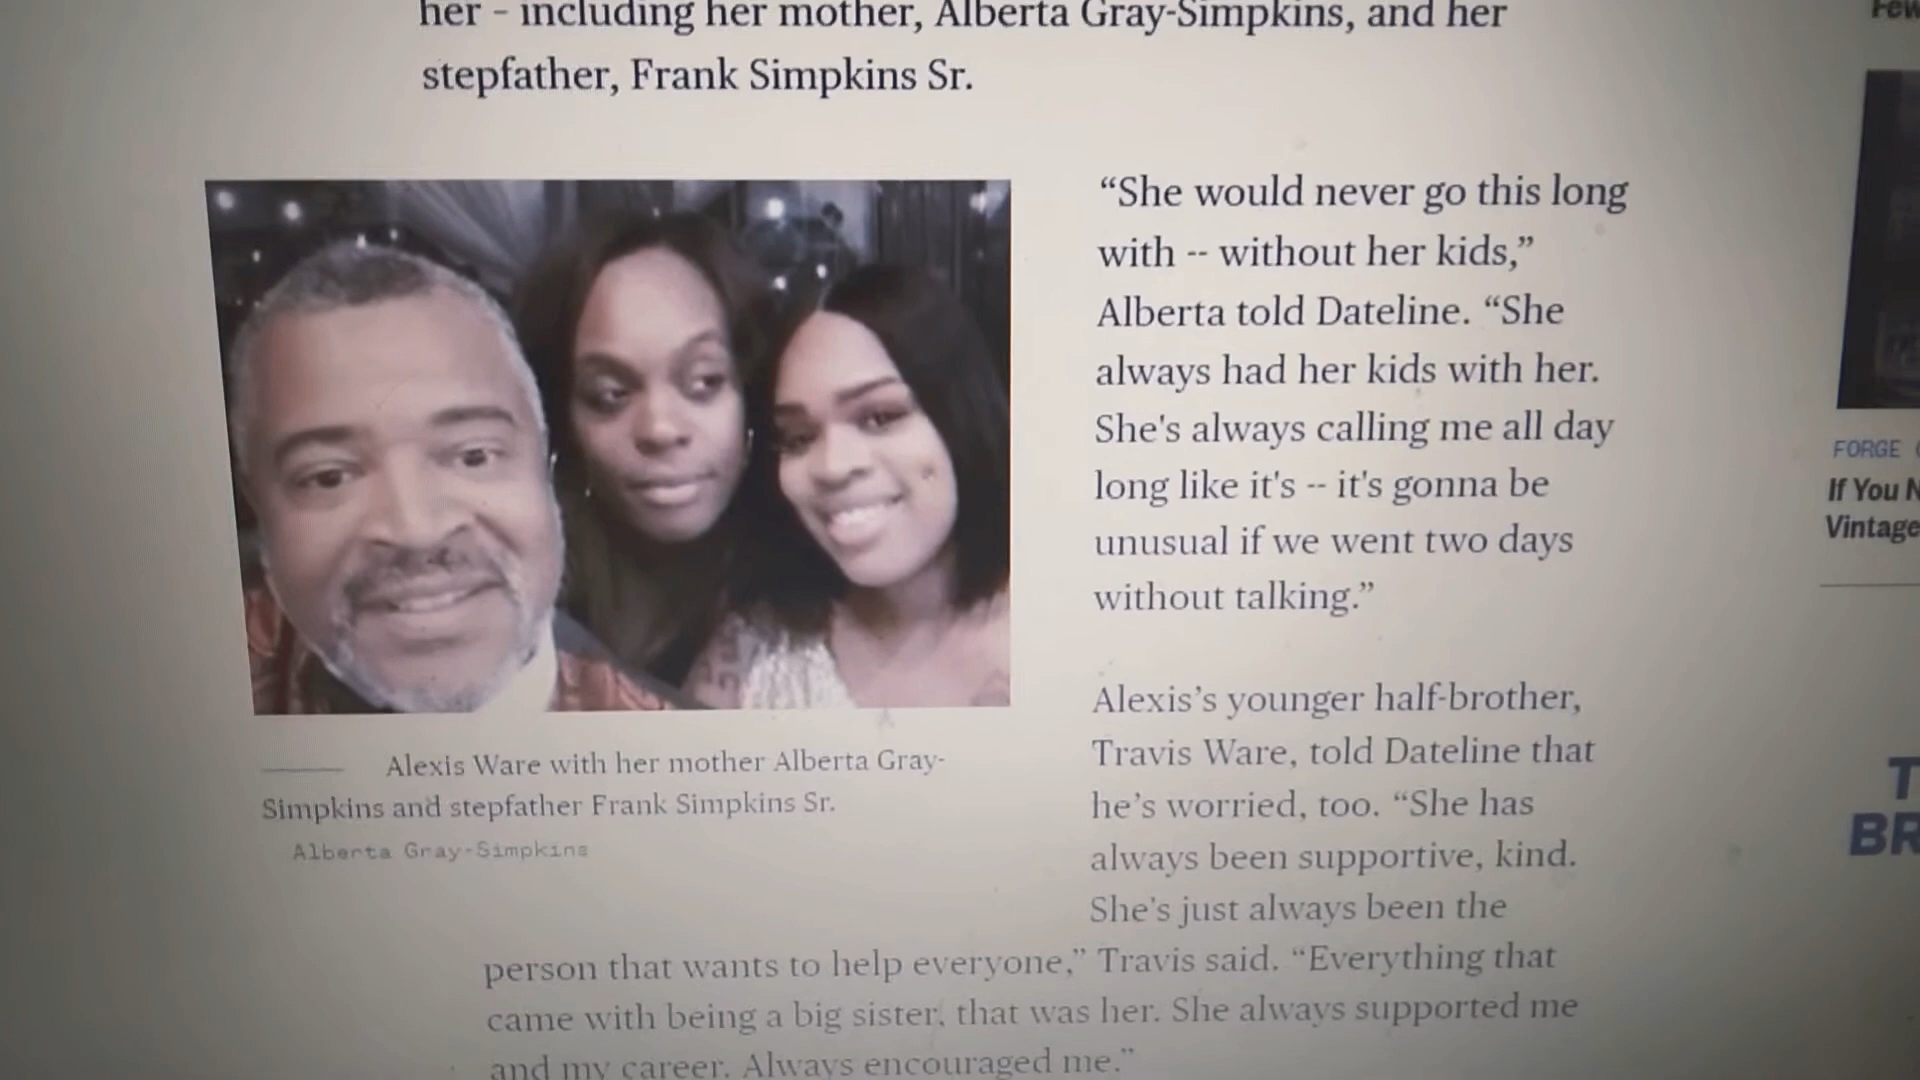 her – including her mother, Alberta Gray-Simpkins, and her
stepfather, Frank Simpkins Sr.
“She would never go this long
with -- without her kids,”
Alberta told Dateline. “She
always had her kids with her.
She's always calling me all day
long like it's -- it's gonna be
unusual if we went two days
without talking.”
Alexis Ware with her mother Alberta Gray-
Simpkins and stepfather Frank Simpkins Sr.
Alberta Gray-Simpkins
Alexis’s younger half-brother,
Travis Ware, told Dateline that
he’s worried, too. “She has
always been supportive, kind.
She's just always been the
person that wants to help everyone,” Travis said. “Everything that
came with being a big sister, that was her. She always supported me
and my career. Always encouraged me.”
Few
FORGE
If You N
Vintage
T
BR